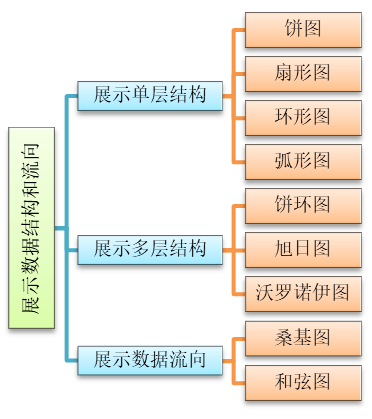 展示数据结构和流向
展示单层结构
饼图
扇形图
环形图
弧形图
展示多层结构
饼环图
旭日图
沃罗诺伊图
展示数据流向
桑基图
和弦图